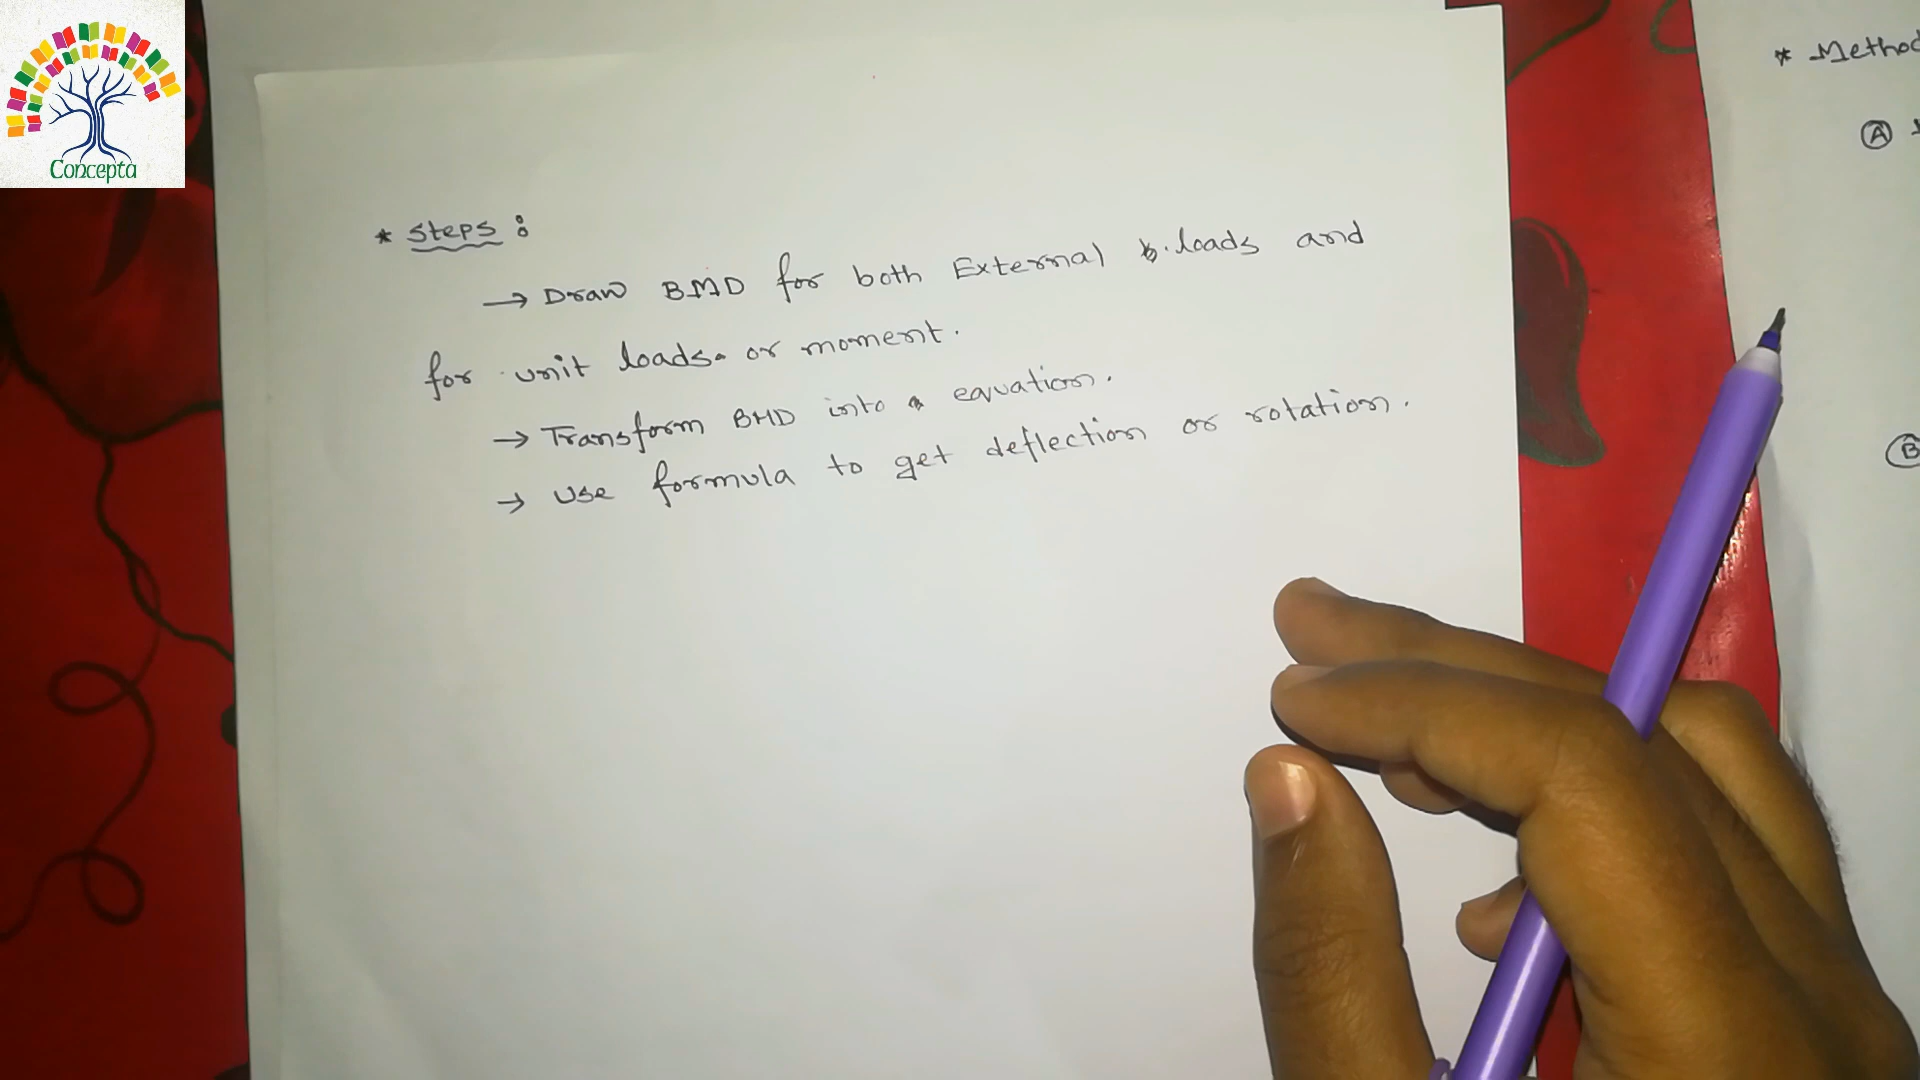 Concepta
* Steps :
→ Draw BMD for both External loads and
for unit loads or moment.
→ Transform BMD into a equation.
→ Use formula to get deflection or rotation.
* Method
A
B